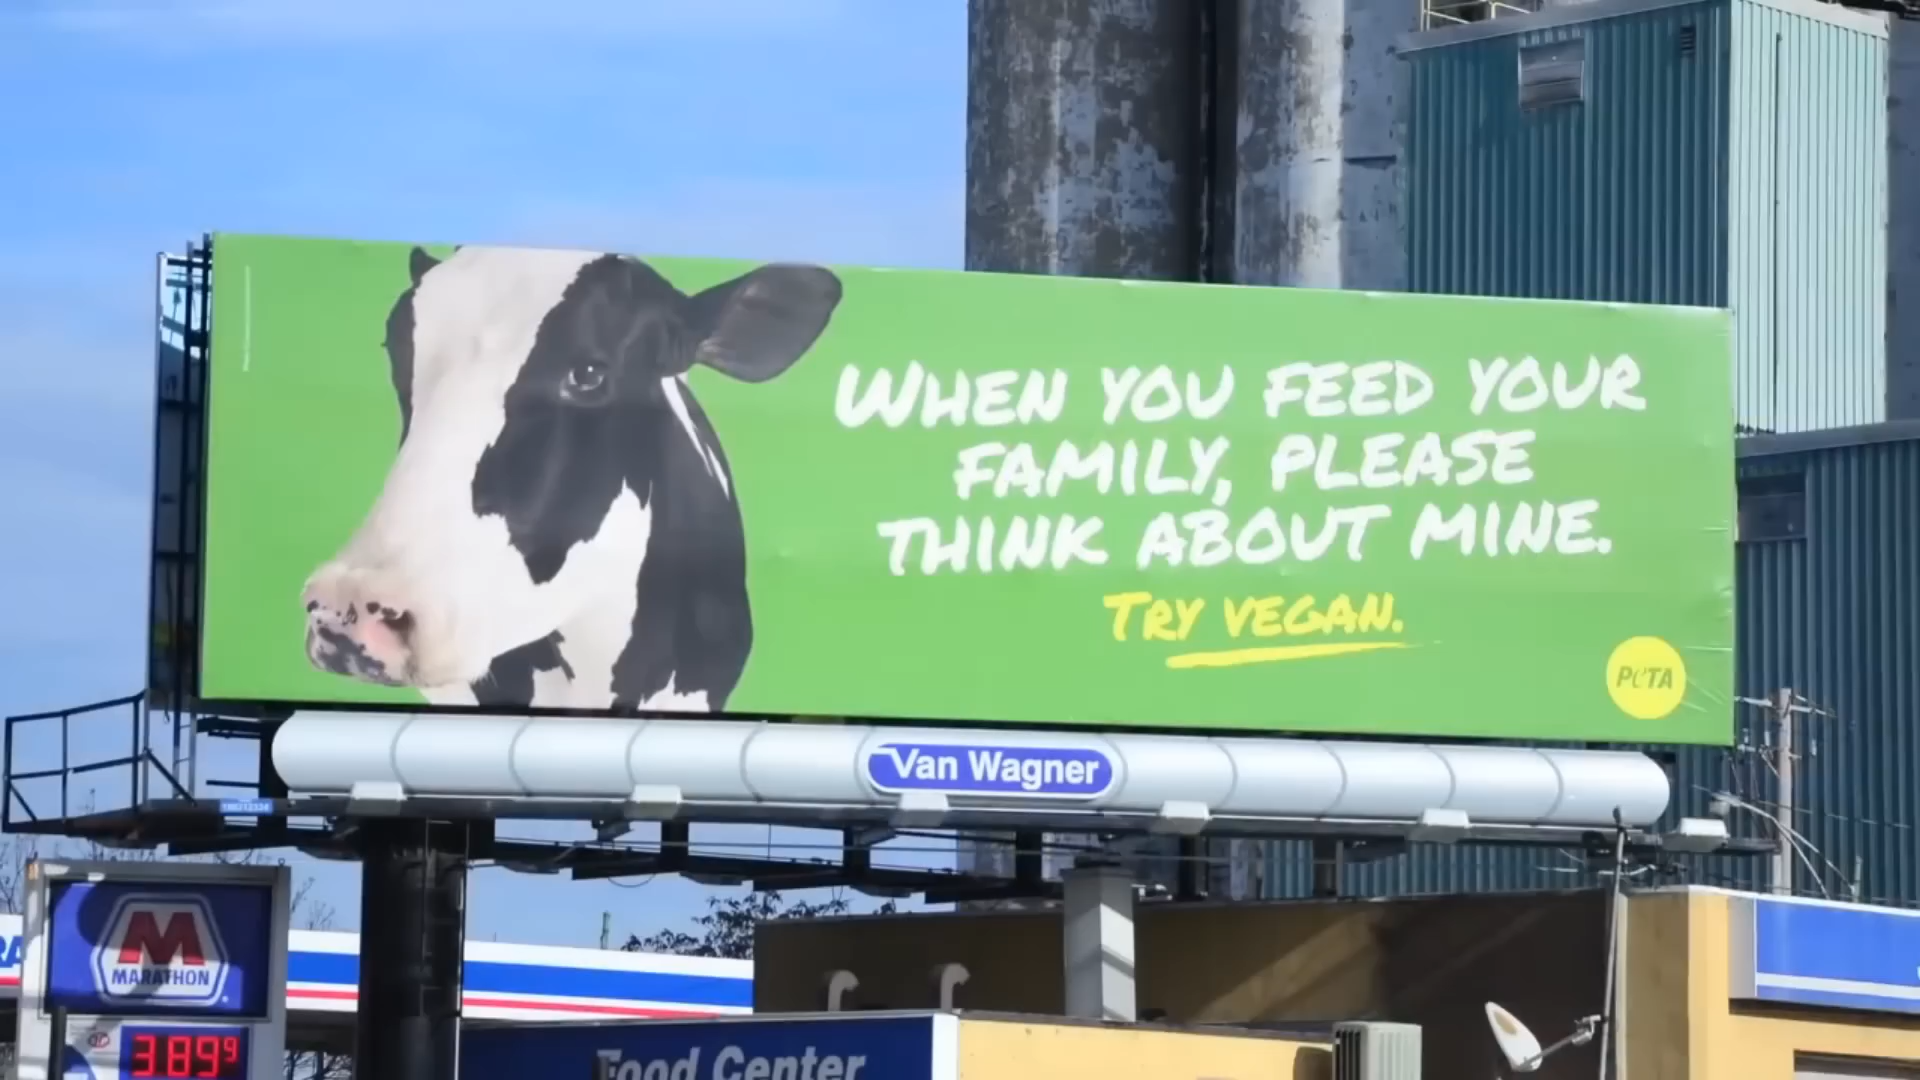 WHEN YOU FEED YOUR
FAMILY, PLEASE
THINK ABOUT MINE.
TRY VEGAN.
PETA
Van Wagner
M
MARATHON
3.89 9
Food Center